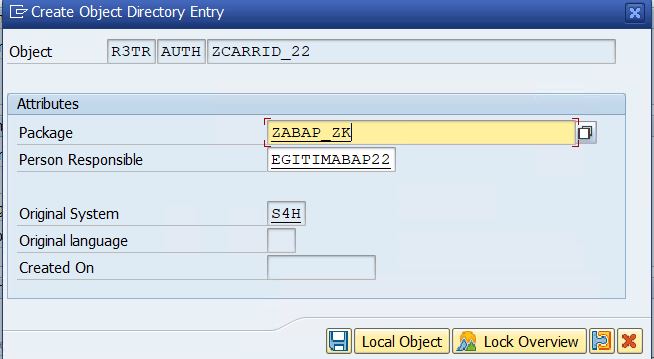 Create Object Directory Entry
Object R3TR AUTH ZCARRID_22
Attributes
Package ZABAP_ZK
Person Responsible EGITIMABAP22
Original System S4H
Original language
Created On
Local Object Lock Overview